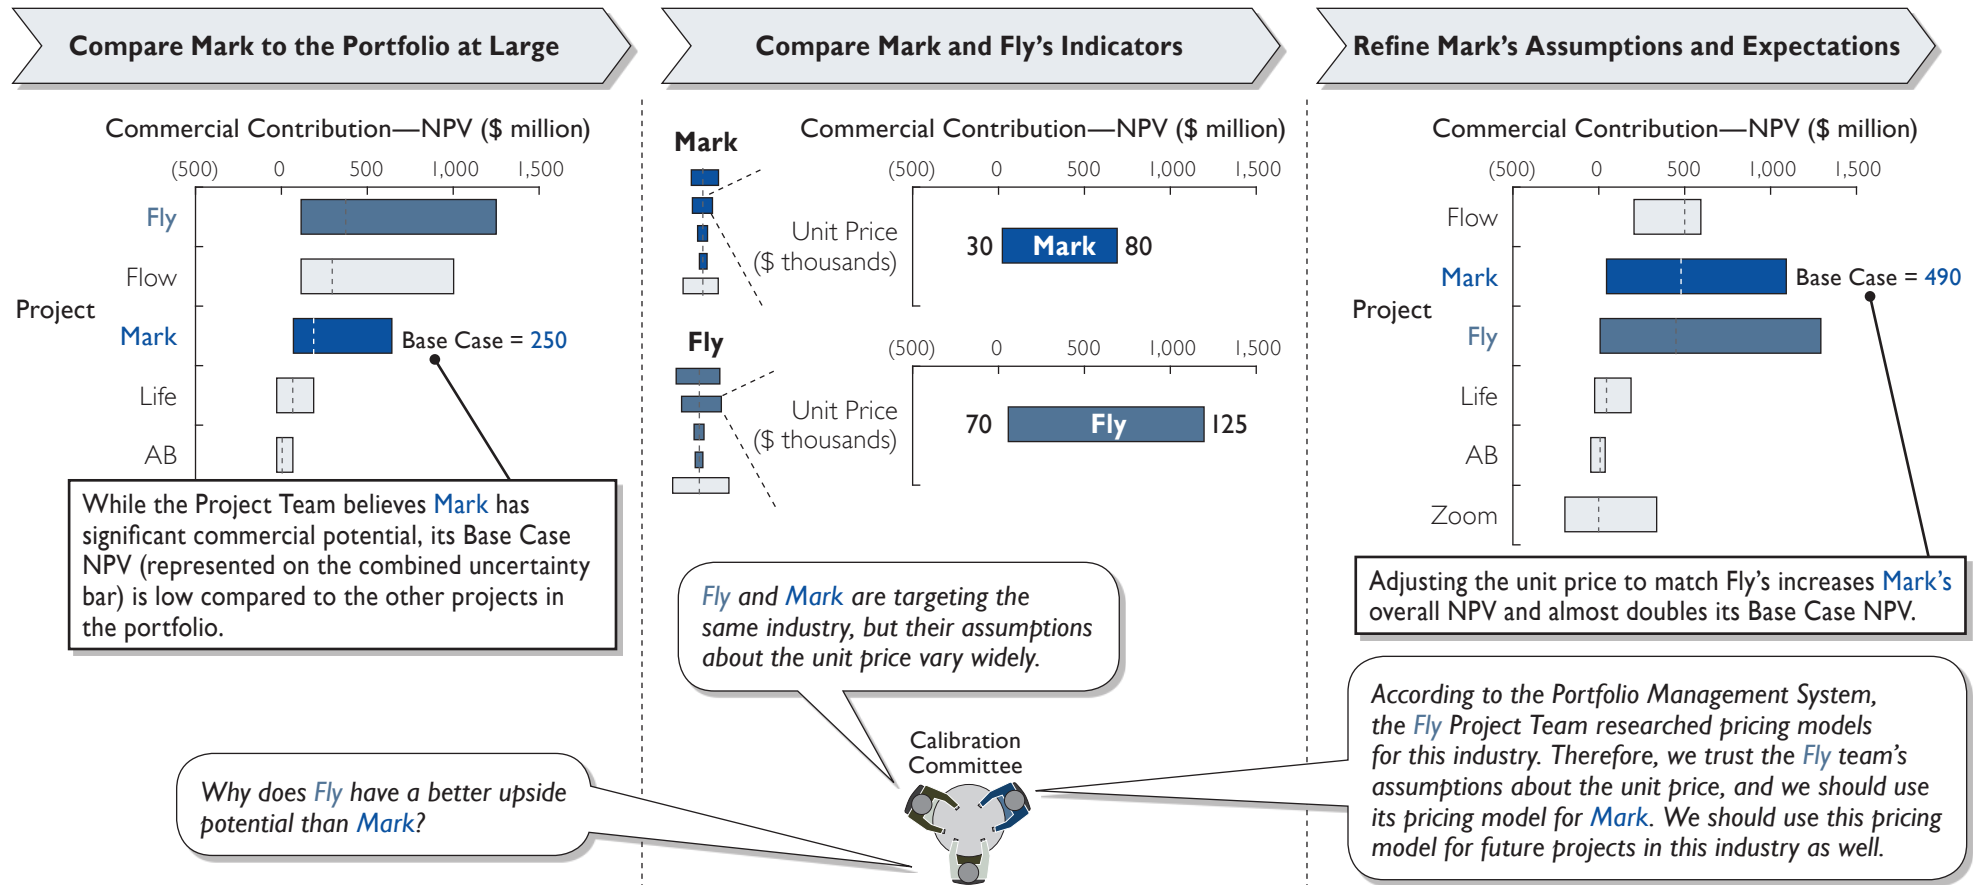 Compare Mark to the Portfolio at Large
Commercial Contribution—NPV ($ million)
(500) 0 500 1,000 1,500
Project
Fly
Flow
Mark
Base Case = 250
Life
AB
While the Project Team believes Mark has
significant commercial potential, its Base Case
NPV (represented on the combined uncertainty
bar) is low compared to the other projects in
the portfolio.
Why does Fly have a better upside
potential than Mark?
Compare Mark and Fly’s Indicators
Mark
Commercial Contribution—NPV ($ million)
(500) 0 500 1,000 1,500
Unit Price
($ thousands)
30 Mark 80
Fly
(500) 0 500 1,000 1,500
Unit Price
($ thousands)
70 Fly 125
Fly and Mark are targeting the
same industry, but their assumptions
about the unit price vary widely.
Calibration
Committee
Refine Mark’s Assumptions and Expectations
Commercial Contribution—NPV ($ million)
(500) 0 500 1,000 1,500
Project
Flow
Mark
Base Case = 490
Fly
Life
AB
Zoom
Adjusting the unit price to match Fly’s increases Mark’s
overall NPV and almost doubles its Base Case NPV.
According to the Portfolio Management System,
the Fly Project Team researched pricing models
for this industry. Therefore, we trust the Fly team’s
assumptions about the unit price, and we should use
its pricing model for Mark. We should use this pricing
model for future projects in this industry as well.